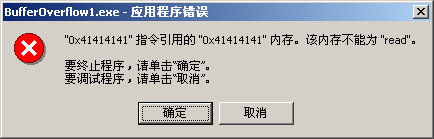 BufferOverflow1.exe - 应用程序错误
"0x41414141" 指令引用的 "0x41414141" 内存。该内存不能为 "read"。
要终止程序，请单击“确定”。
要调试程序，请单击“取消”。
确定
取消